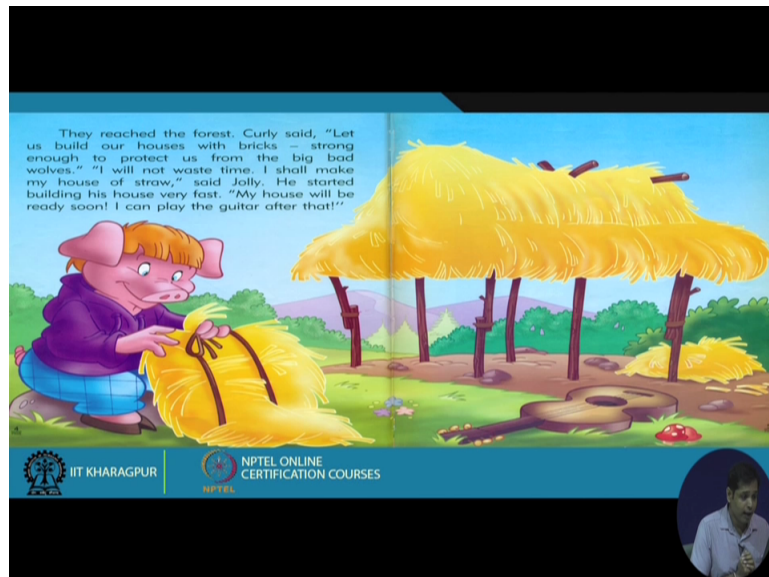 They reached the forest. Curly said, “Let
us build our houses with bricks – strong
enough to protect us from the big bad
wolves.” “I will not waste time. I shall make
my house of straw,” said Jolly. He started
building his house very fast. “My house will be
ready soon! I can play the guitar after that!’’
4
IIT KHARAGPUR
NPTEL
NPTEL ONLINE
CERTIFICATION COURSES